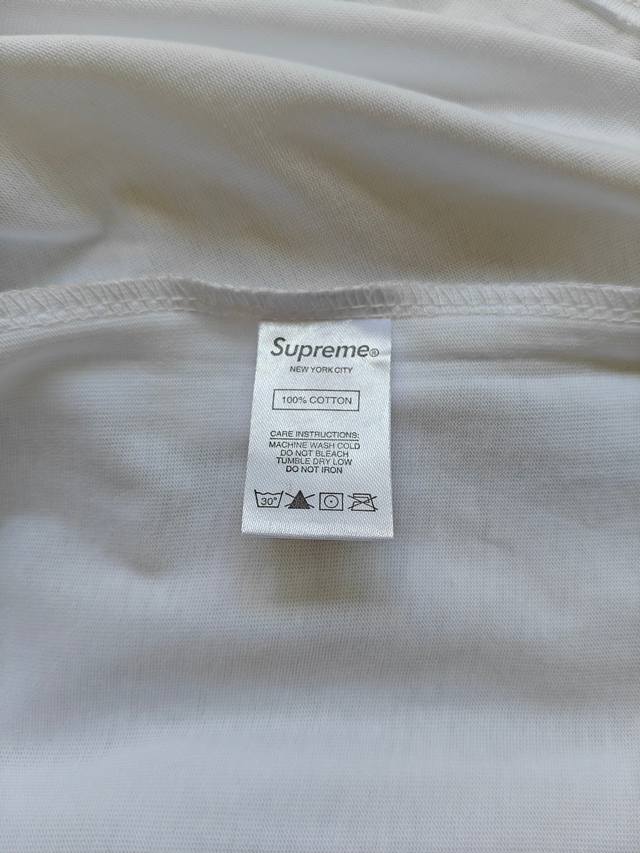 Supreme®
NEW YORK CITY
100% COTTON
CARE INSTRUCTIONS:
MACHINE WASH COLD
DO NOT BLEACH
TUMBLE DRY LOW
DO NOT IRON
30°